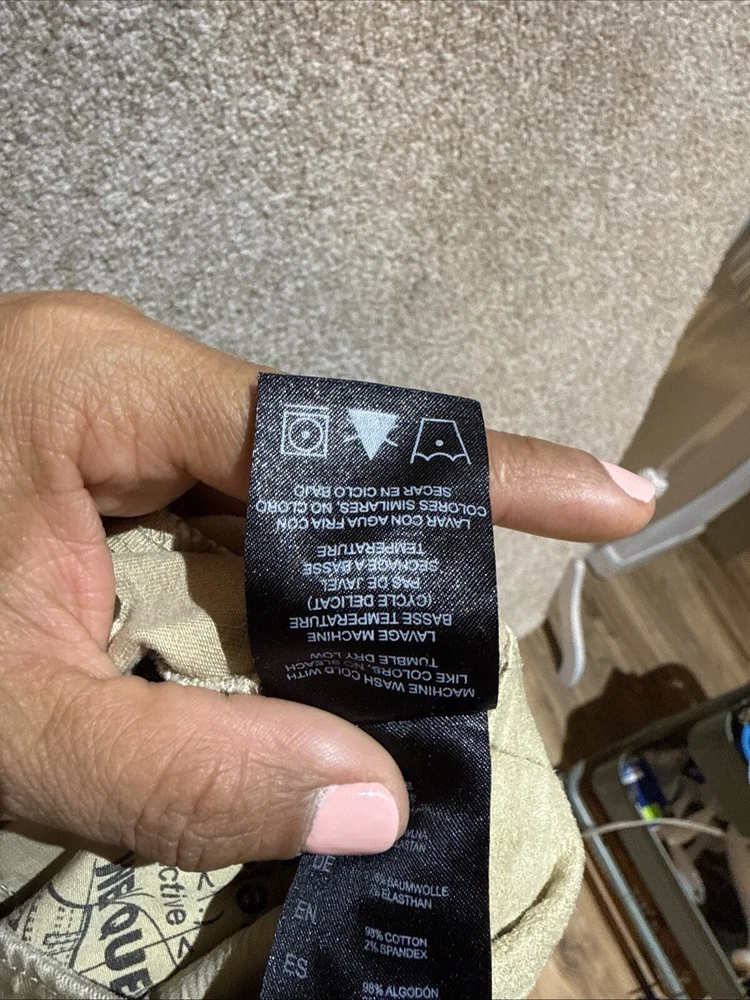 MACHINE WASH COLD WITH
LIKE COLORS, NO BLEACH
TUMBLE DRY LOW
LAVAGE MACHINE
BASSE TEMPERATURE
(CYCLE DELICAT)
PAS DE JAVEL
SECHAGE A BASSE
TEMPERATURE
LAVAR CON AGUA FRIA CON
COLORES SIMILARES, NO CLORO
SECAR EN CICLO BAJO
BAUMWOLLE
ELASTHAN
EN
98% COTTON
2% SPANDEX
ES
98% ALGODÓN